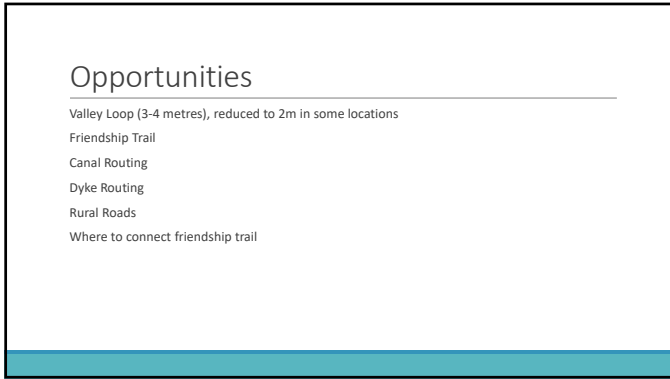 Opportunities
Valley Loop (3-4 metres), reduced to 2m in some locations
Friendship Trail
Canal Routing
Dyke Routing
Rural Roads
Where to connect friendship trail